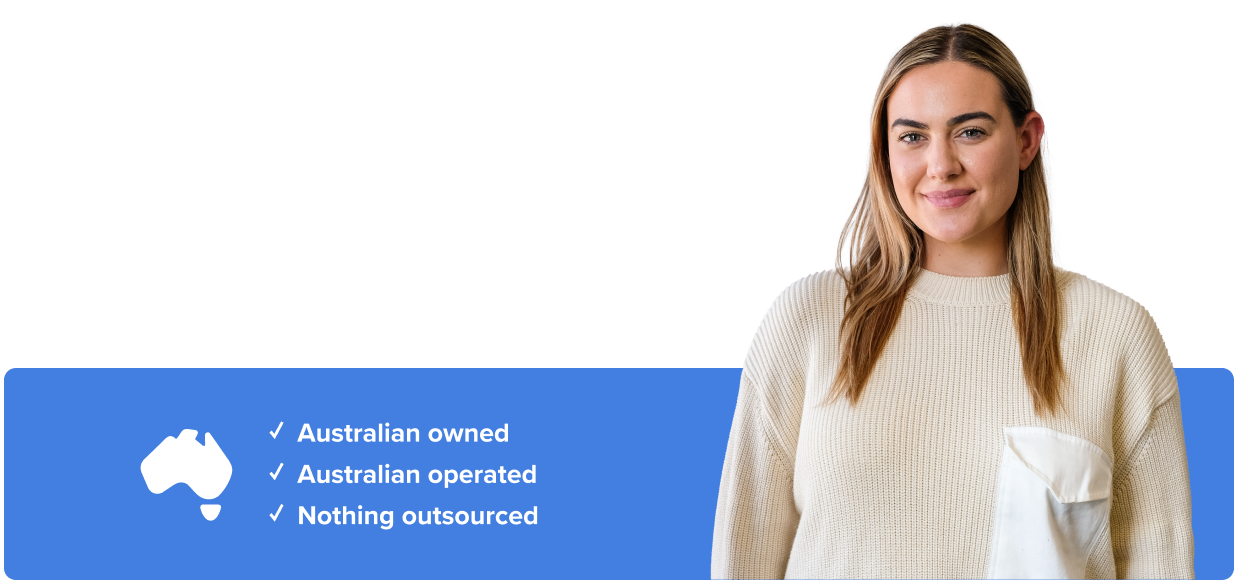 ✓ Australian owned
✓ Australian operated
✓ Nothing outsourced